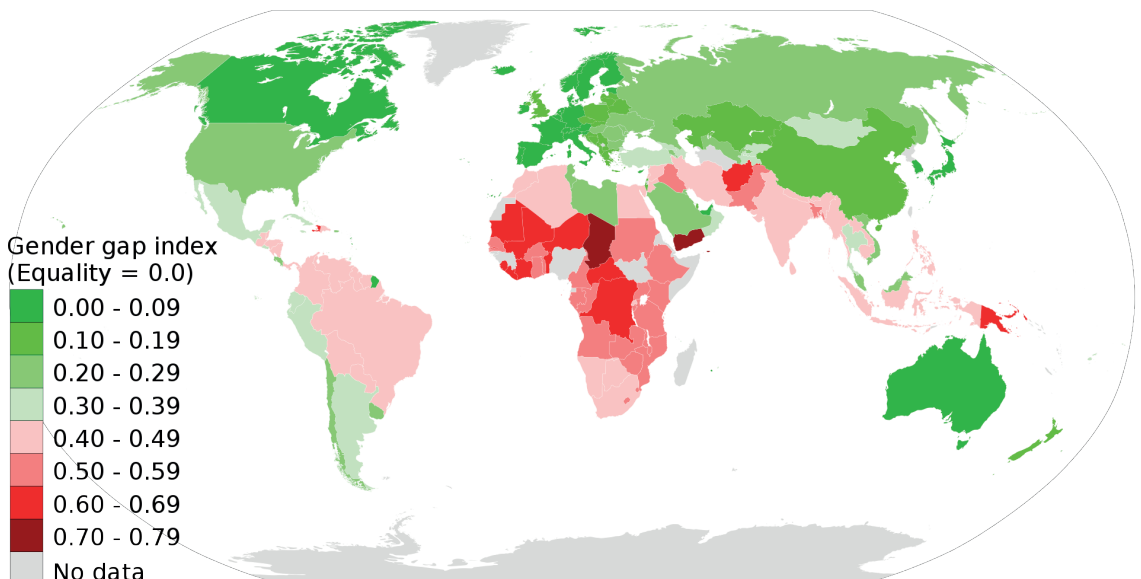 Gender gap index
(Equality = 0.0)
0.00 - 0.09
0.10 - 0.19
0.20 - 0.29
0.30 - 0.39
0.40 - 0.49
0.50 - 0.59
0.60 - 0.69
0.70 - 0.79
No data